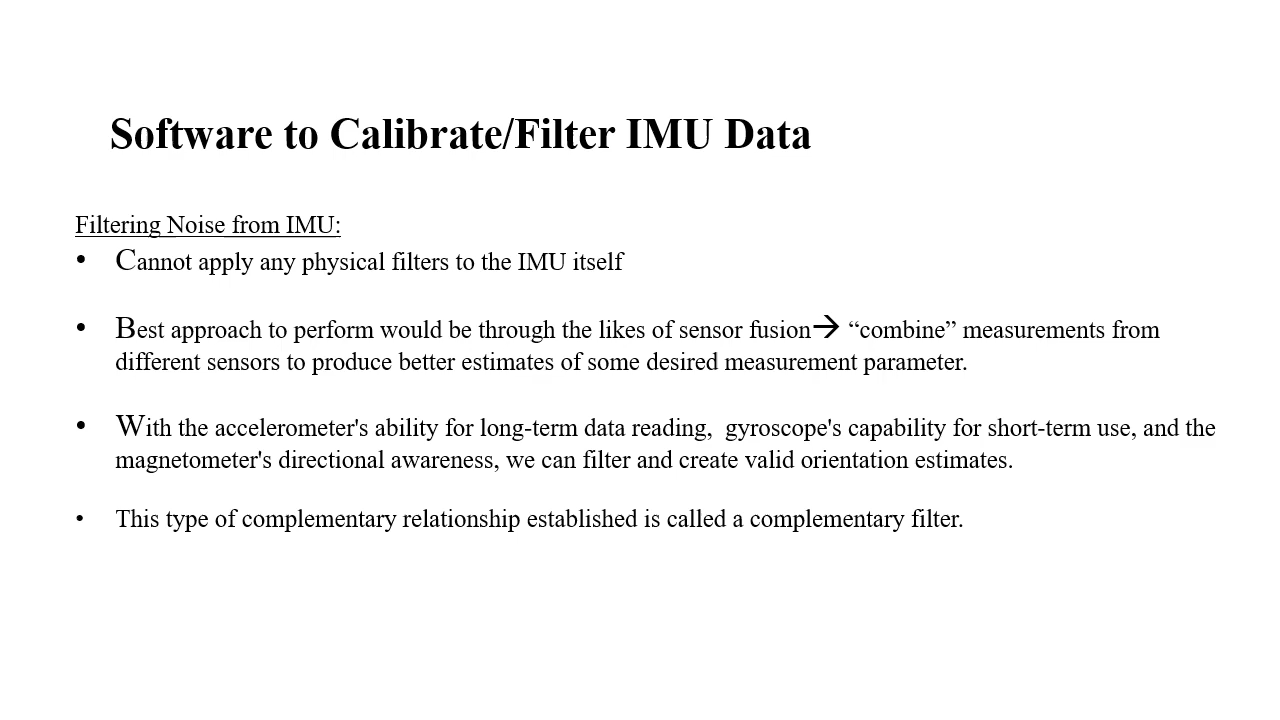 Software to Calibrate/Filter IMU Data
Filtering Noise from IMU:
• Cannot apply any physical filters to the IMU itself
• Best approach to perform would be through the likes of sensor fusion→ “combine” measurements from
different sensors to produce better estimates of some desired measurement parameter.
• With the accelerometer's ability for long-term data reading,  gyroscope's capability for short-term use, and the
magnetometer's directional awareness, we can filter and create valid orientation estimates.
• This type of complementary relationship established is called a complementary filter.